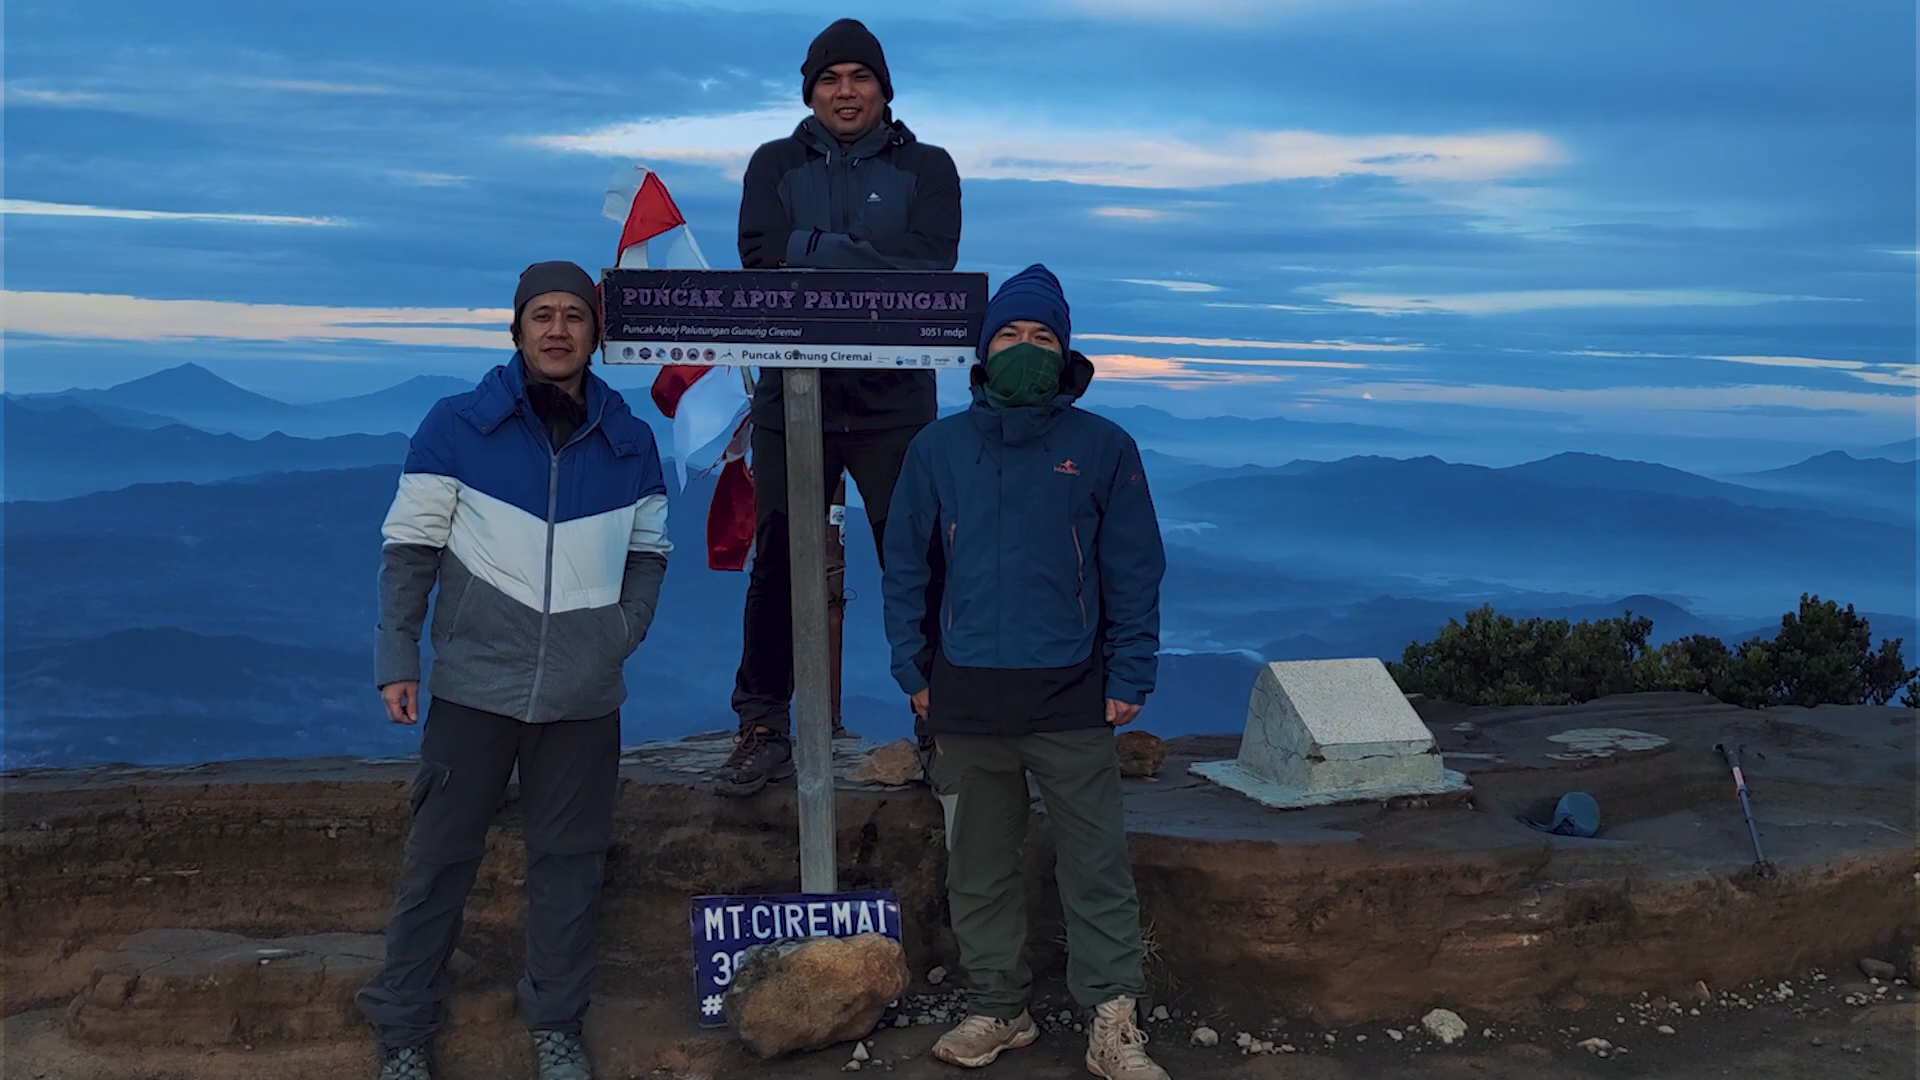 PUNCAK APUY PALUTUNGAN
Puncak Apuy Palutungan Gunung Ciremai 3051 mdpl
Puncak Gunung Ciremai
MT.CIREMAI
3
#